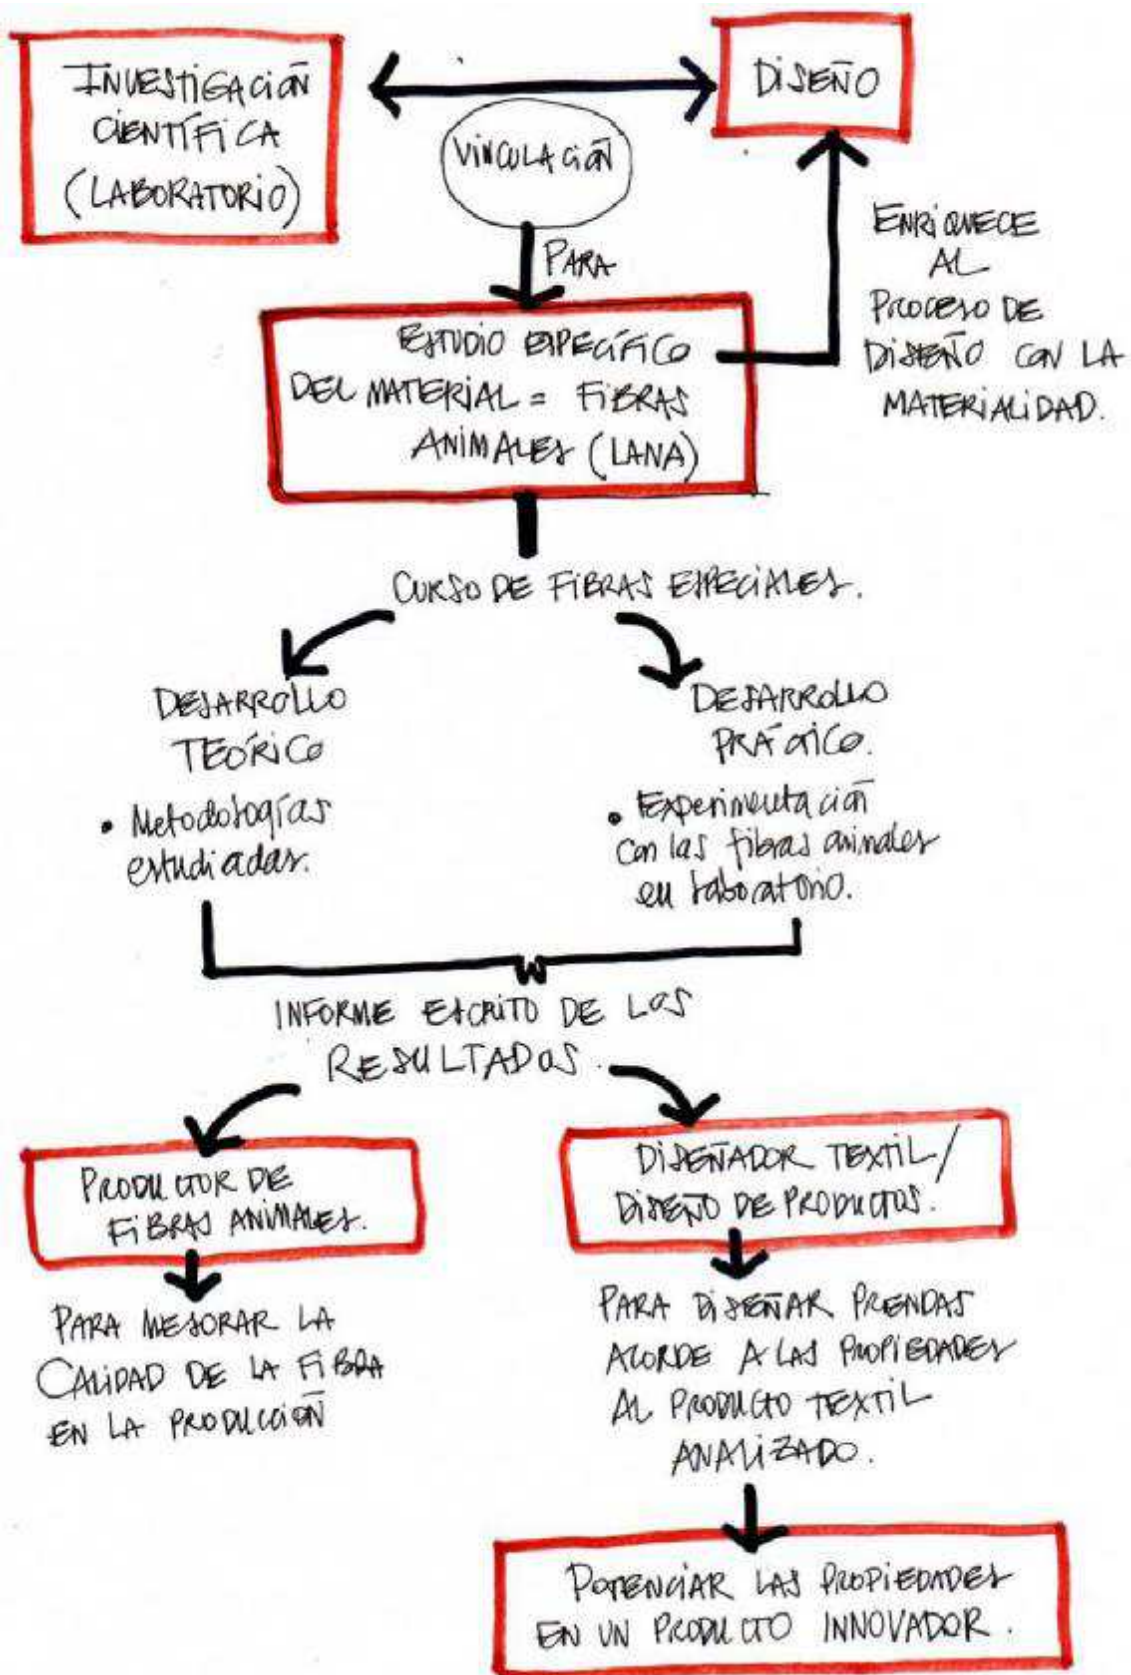 INVESTIGACIÓN
CIENTÍFICA
(LABORATORIO)
DISEÑO
VINCULACIÓN
PARA
ENRIQUECE
AL
PROCESO DE
DISEÑO CON LA
MATERIALIDAD.
ESTUDIO ESPECÍFICO
DEL MATERIAL = FIBRAS
ANIMALES (LANA)
CURSO DE FIBRAS ESPECIALES.
DESARROLLO
TEÓRICO
• Metodologías
estudiadas.
DESARROLLO
PRÁCTICO.
• Experimentación
con las fibras animales
en laboratorio.
INFORME ESCRITO DE LOS
RESULTADOS.
PRODUCTOR DE
FIBRAS ANIMALES.
PARA MEJORAR LA
CALIDAD DE LA FIBRA
EN LA PRODUCCIÓN
DISEÑADOR TEXTIL/
DISEÑO DE PRODUCTOS.
PARA DISEÑAR PRENDAS
ACORDE A LAS PROPIEDADES
AL PRODUCTO TEXTIL
ANALIZADO.
POTENCIAR LAS PROPIEDADES
EN UN PRODUCTO INNOVADOR.